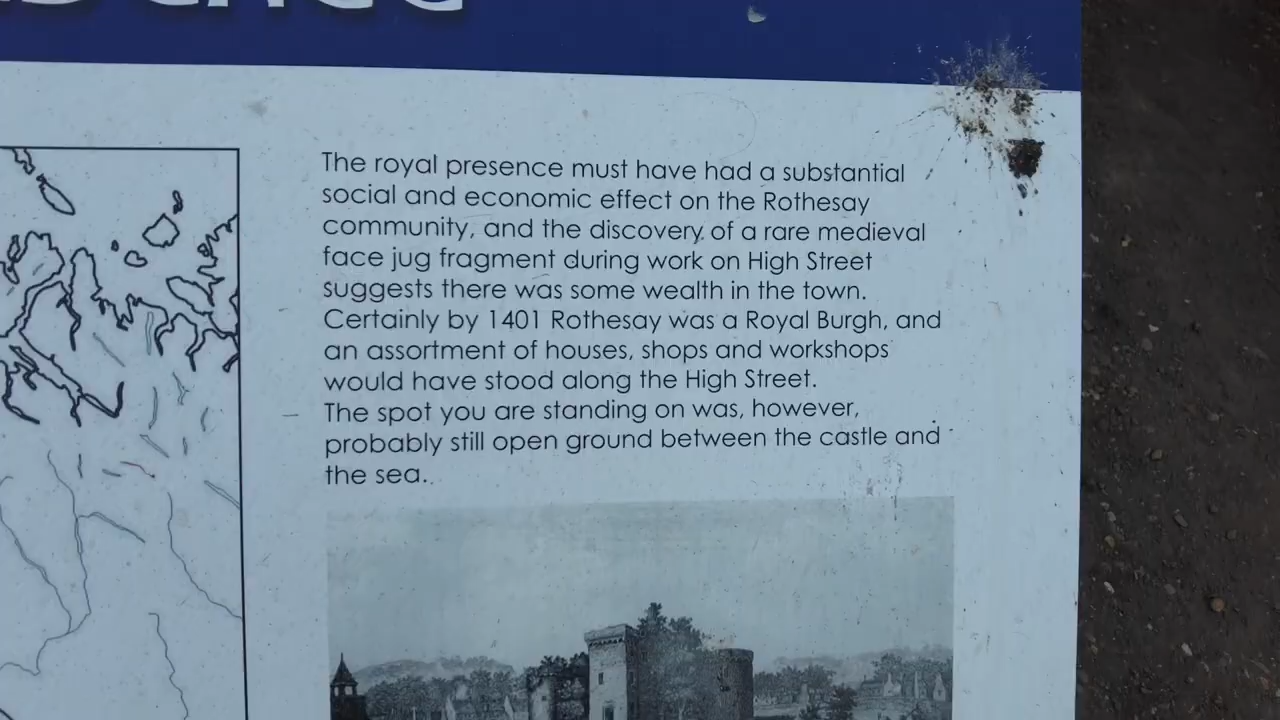 The royal presence must have had a substantial
social and economic effect on the Rothesay
community, and the discovery of a rare medieval
face jug fragment during work on High Street
suggests there was some wealth in the town.
Certainly by 1401 Rothesay was a Royal Burgh, and
an assortment of houses, shops and workshops
would have stood along the High Street.
The spot you are standing on was, however,
probably still open ground between the castle and
the sea.